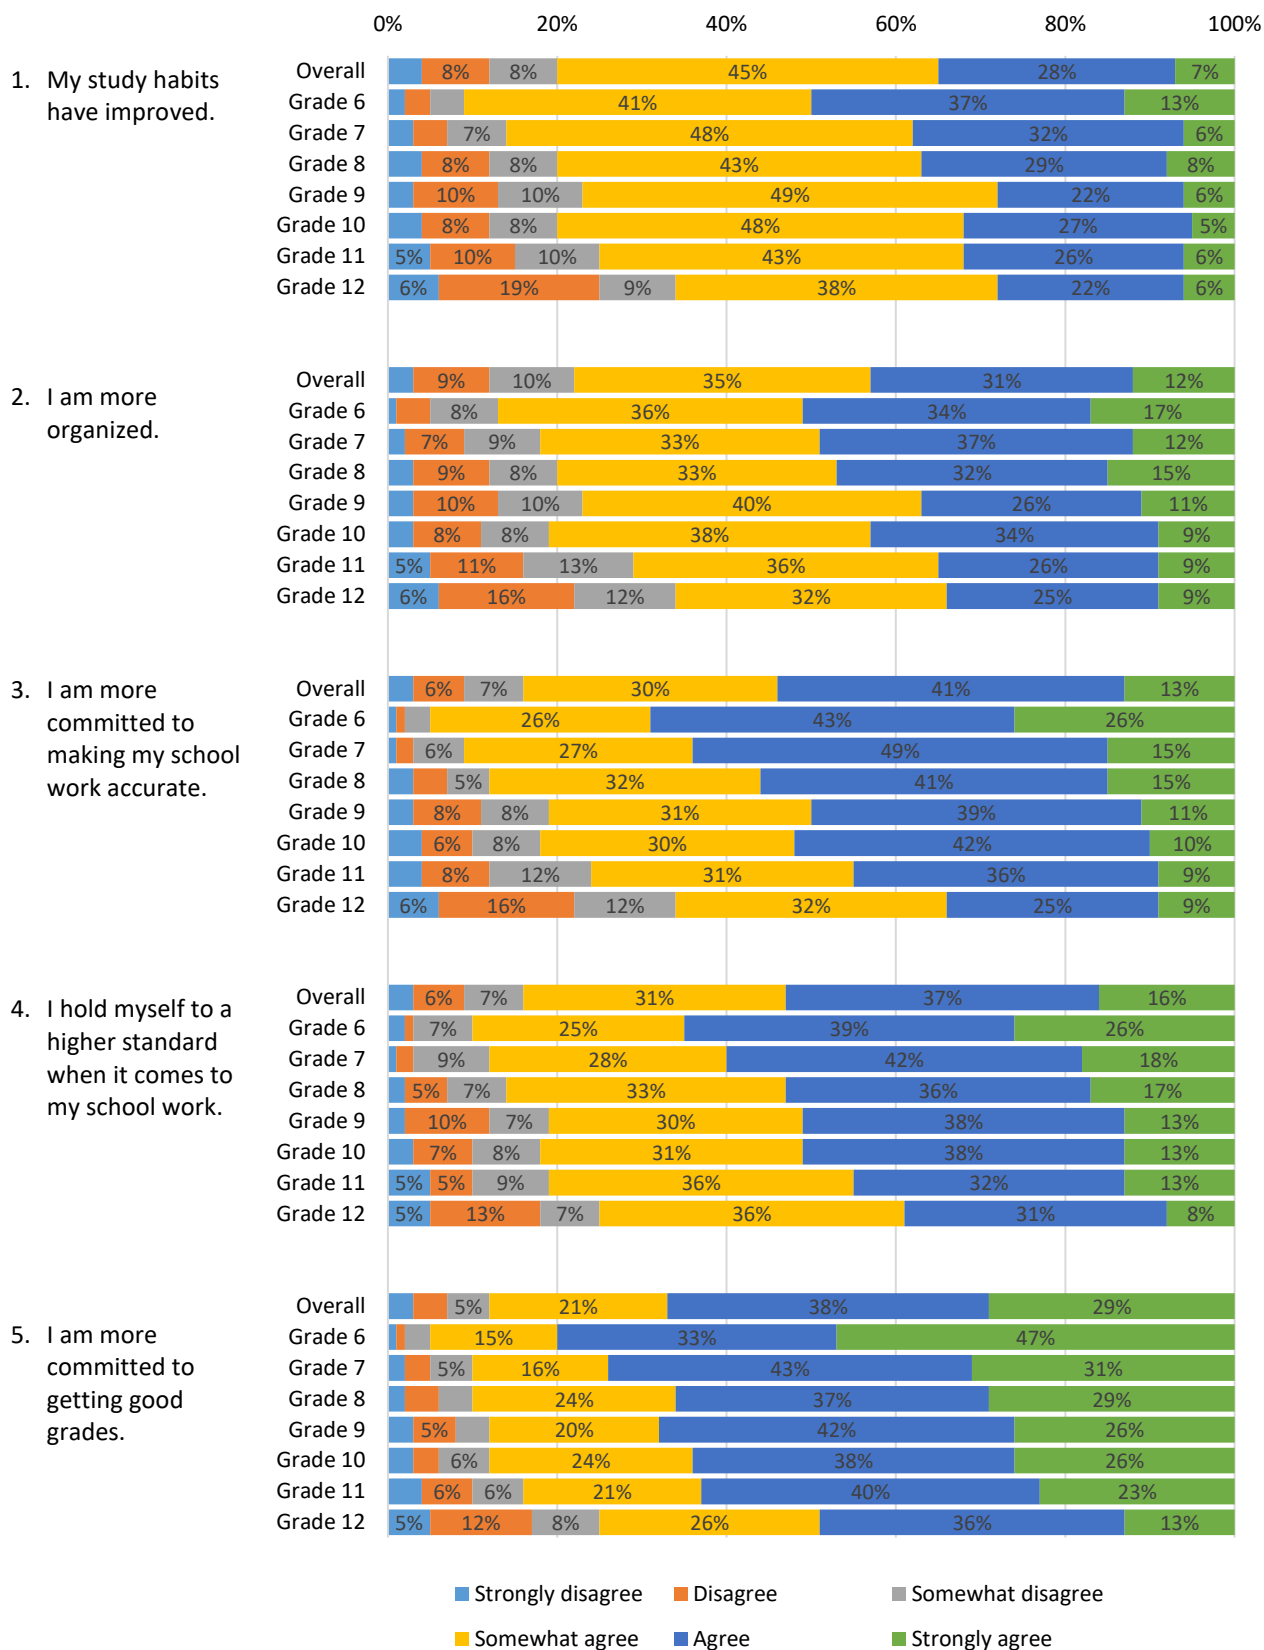 0% 20% 40% 60% 80% 100%
1. My study habits
have improved.
Overall 8% 8% 45% 28% 7%
Grade 6 41% 37% 13%
Grade 7 7% 48% 32% 6%
Grade 8 8% 8% 43% 29% 8%
Grade 9 10% 10% 49% 22% 6%
Grade 10 8% 8% 48% 27% 5%
Grade 11 5% 10% 10% 43% 26% 6%
Grade 12 6% 19% 9% 38% 22% 6%
2. I am more
organized.
Overall 9% 10% 35% 31% 12%
Grade 6 8% 36% 34% 17%
Grade 7 7% 9% 33% 37% 12%
Grade 8 9% 8% 33% 32% 15%
Grade 9 10% 10% 40% 26% 11%
Grade 10 8% 8% 38% 34% 9%
Grade 11 5% 11% 13% 36% 26% 9%
Grade 12 6% 16% 12% 32% 25% 9%
3. I am more
committed to
making my school
work accurate.
Overall 6% 7% 30% 41% 13%
Grade 6 26% 43% 26%
Grade 7 6% 27% 49% 15%
Grade 8 5% 32% 41% 15%
Grade 9 8% 8% 31% 39% 11%
Grade 10 6% 8% 30% 42% 10%
Grade 11 8% 12% 31% 36% 9%
Grade 12 6% 16% 12% 32% 25% 9%
4. I hold myself to a
higher standard
when it comes to
my school work.
Overall 6% 7% 31% 37% 16%
Grade 6 7% 25% 39% 26%
Grade 7 9% 28% 42% 18%
Grade 8 5% 7% 33% 36% 17%
Grade 9 10% 7% 30% 38% 13%
Grade 10 7% 8% 31% 38% 13%
Grade 11 5% 5% 9% 36% 32% 13%
Grade 12 5% 13% 7% 36% 31% 8%
5. I am more
committed to
getting good
grades.
Overall 5% 21% 38% 29%
Grade 6 15% 33% 47%
Grade 7 5% 16% 43% 31%
Grade 8 24% 37% 29%
Grade 9 5% 20% 42% 26%
Grade 10 6% 24% 38% 26%
Grade 11 6% 6% 21% 40% 23%
Grade 12 5% 12% 8% 26% 36% 13%
Strongly disagree Disagree Somewhat disagree
Somewhat agree Agree Strongly agree